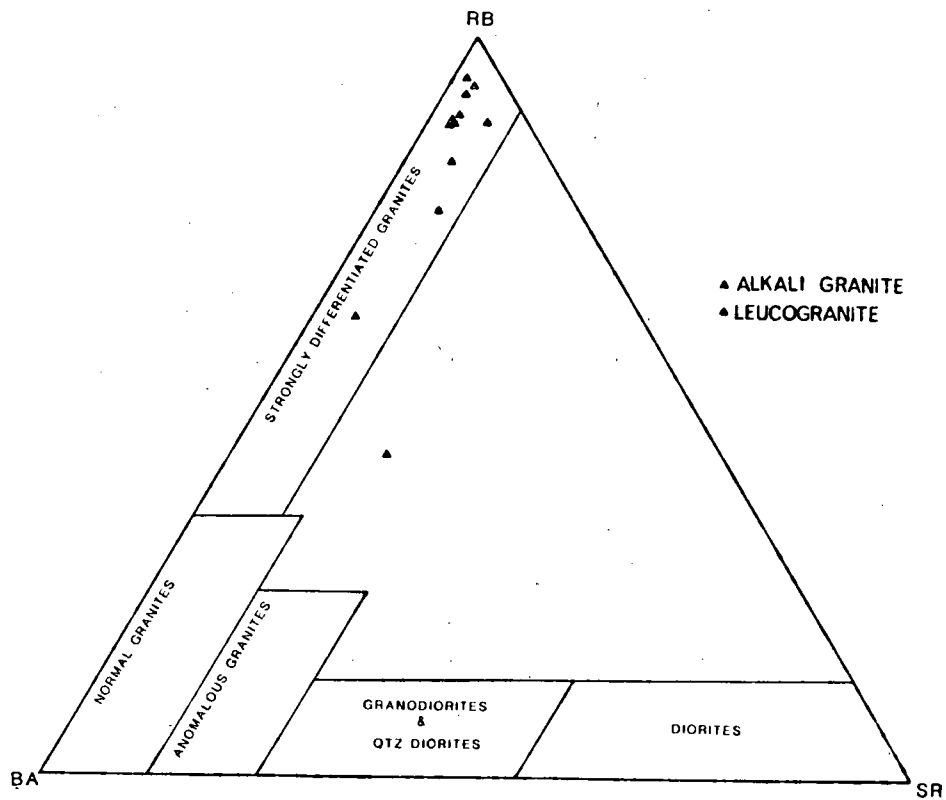 RB
STRONGLY DIFFERENTIATED GRANITES
▲ ALKALI GRANITE
▲ LEUCOGRANITE
NORMAL GRANITES
ANOMALOUS GRANITES
GRANODIORITES
&
QTZ DIORITES
DIORITES
BA
SR